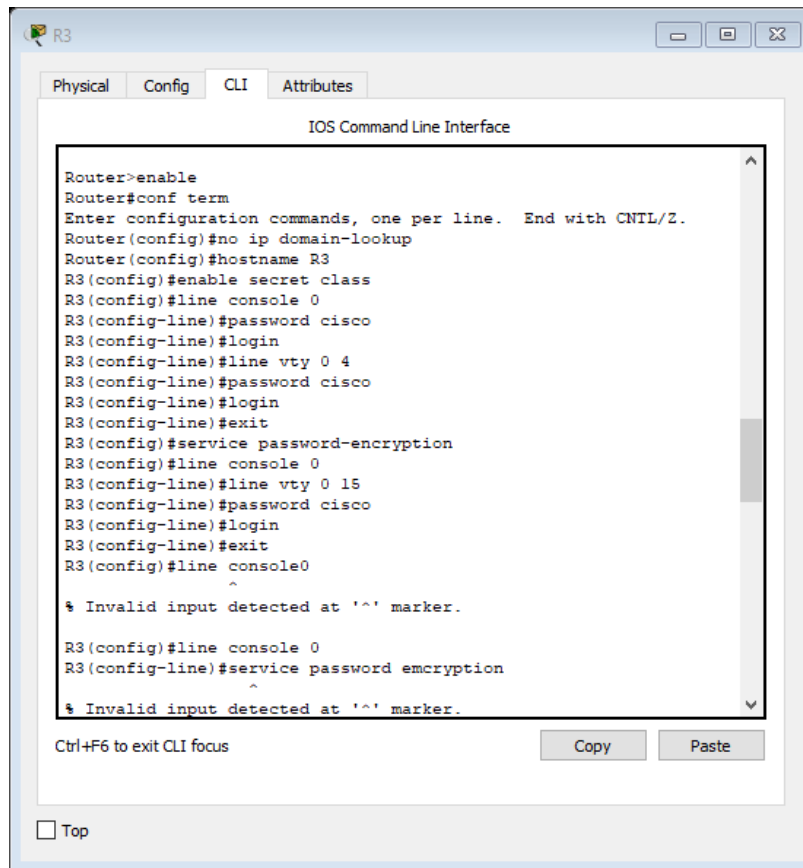 R3
Physical Config CLI Attributes
IOS Command Line Interface
Router>enable
Router#conf term
Enter configuration commands, one per line.  End with CNTL/Z.
Router(config)#no ip domain-lookup
Router(config)#hostname R3
R3(config)#enable secret class
R3(config)#line console 0
R3(config-line)#password cisco
R3(config-line)#login
R3(config-line)#line vty 0 4
R3(config-line)#password cisco
R3(config-line)#login
R3(config-line)#exit
R3(config)#service password-encryption
R3(config)#line console 0
R3(config-line)#line vty 0 15
R3(config-line)#password cisco
R3(config-line)#login
R3(config-line)#exit
R3(config)#line console0
^
% Invalid input detected at '^' marker.
R3(config)#line console 0
R3(config-line)#service password emcryption
^
% Invalid input detected at '^' marker.
Ctrl+F6 to exit CLI focus
Copy Paste
Top